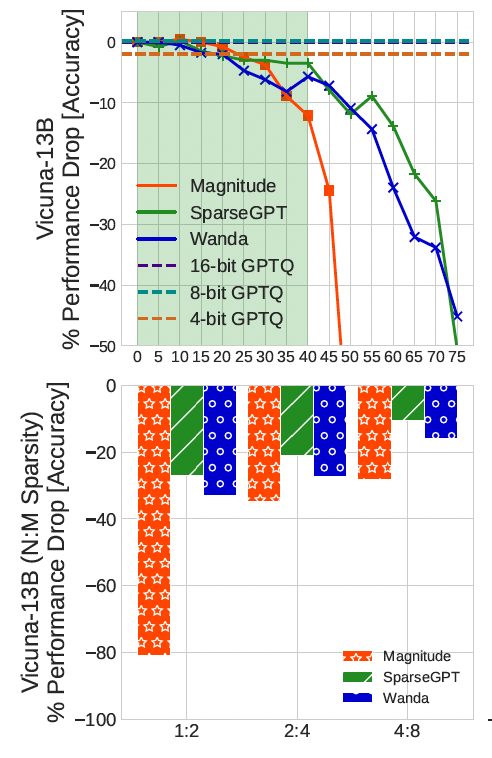 Vicuna-13B
% Performance Drop [Accuracy]
0
−10
−20
−30
−40
−50
Magnitude
SparseGPT
Wanda
16-bit GPTQ
8-bit GPTQ
4-bit GPTQ
0 5 10 15 20 25 30 35 40 45 50 55 60 65 70 75
Vicuna-13B (N:M Sparsity)
% Performance Drop [Accuracy]
0
−20
−40
−60
−80
−100
Magnitude
SparseGPT
Wanda
1:2 2:4 4:8